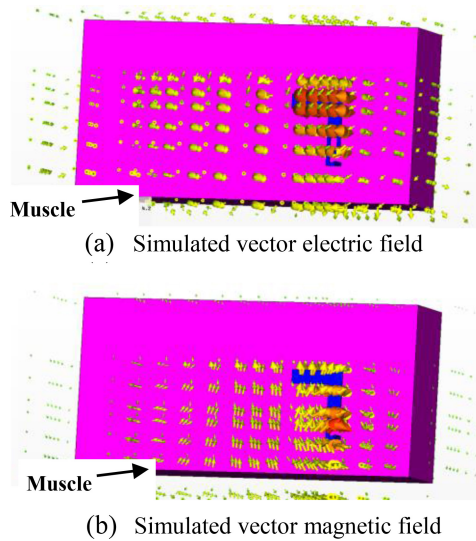 Muscle
(a) Simulated vector electric field
Muscle
(b) Simulated vector magnetic field